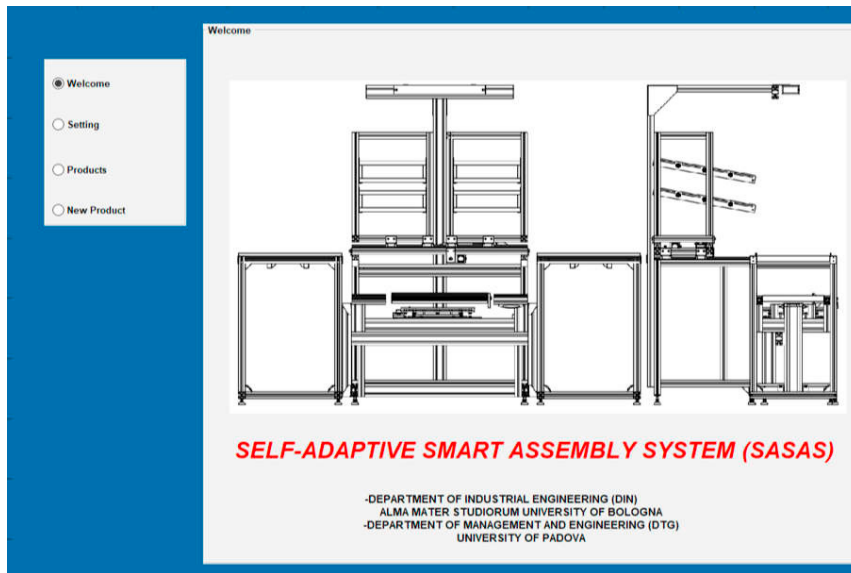 Welcome
Welcome
Setting
Products
New Product
SELF-ADAPTIVE SMART ASSEMBLY SYSTEM (SASAS)
-DEPARTMENT OF INDUSTRIAL ENGINEERING (DIN)
ALMA MATER STUDIORUM UNIVERSITY OF BOLOGNA
-DEPARTMENT OF MANAGEMENT AND ENGINEERING (DTG)
UNIVERSITY OF PADOVA